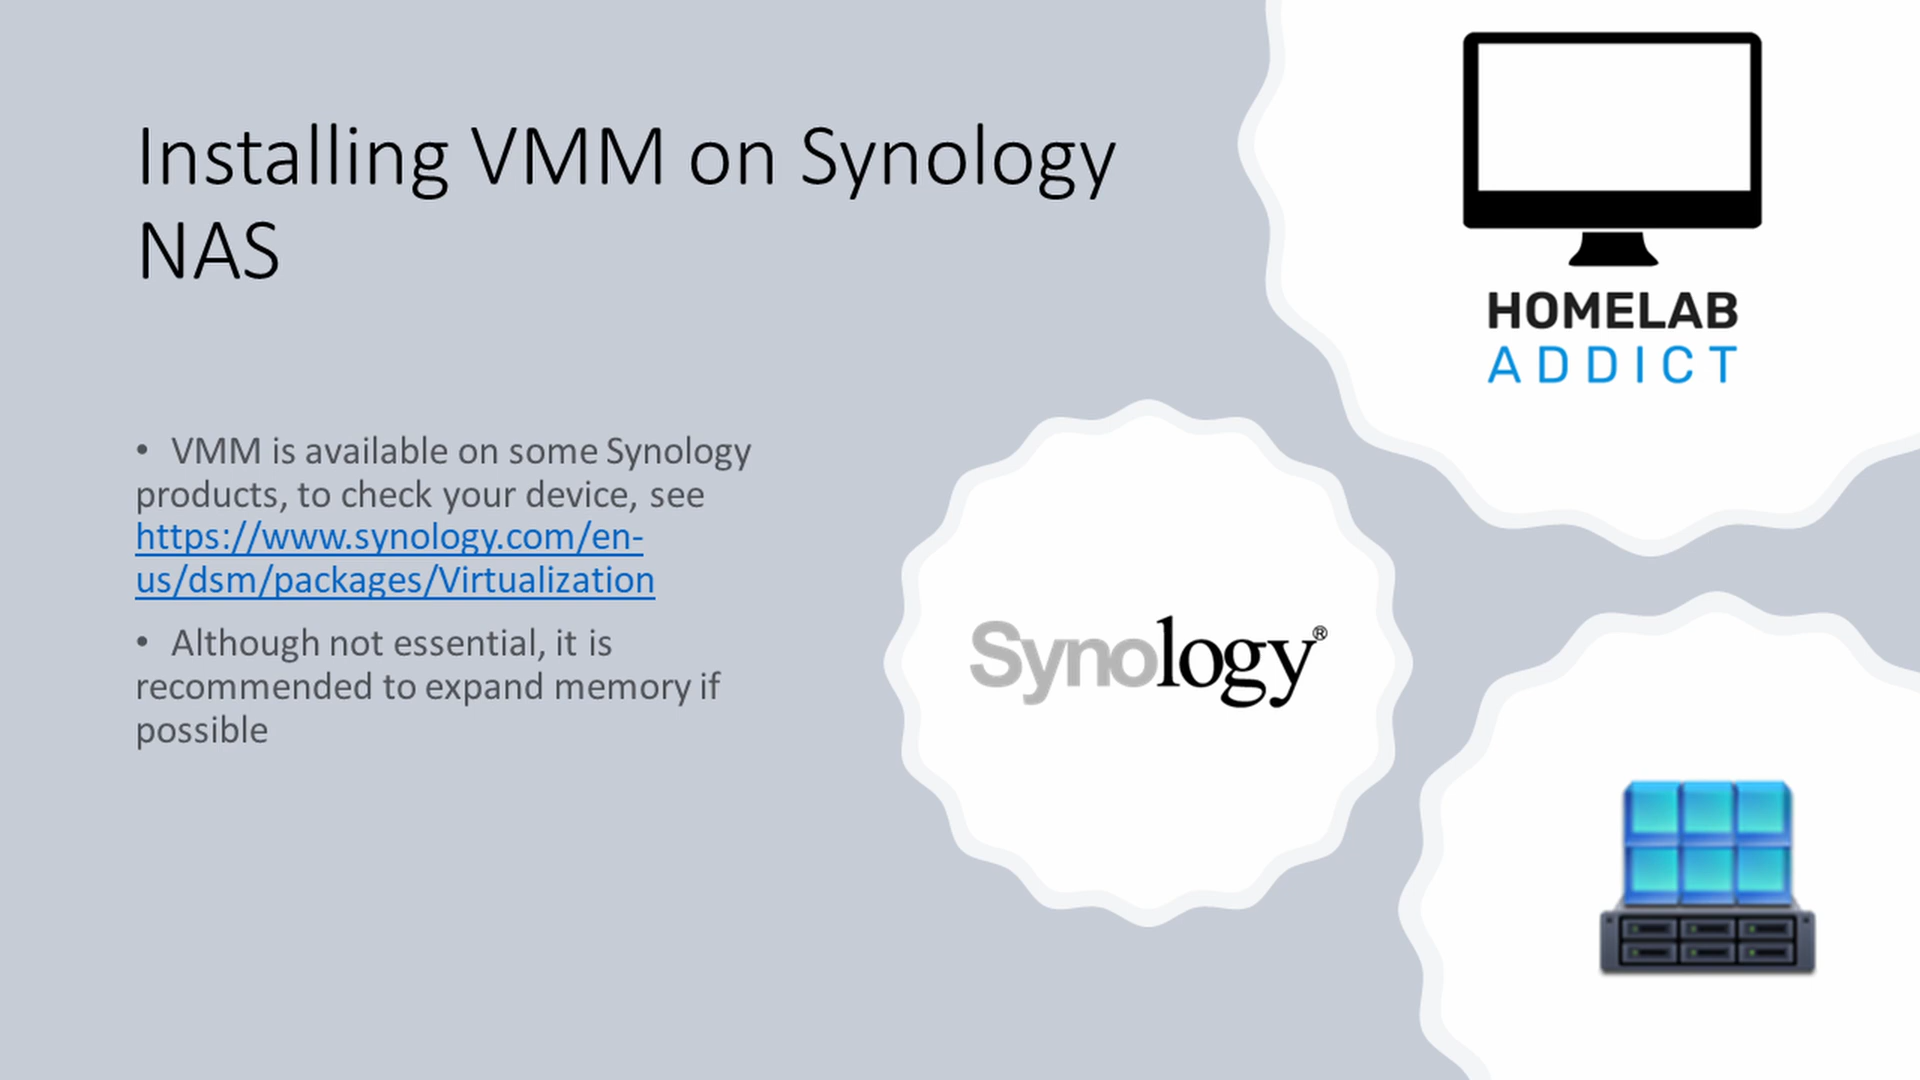 Installing VMM on Synology
NAS
• VMM is available on some Synology
products, to check your device, see
https://www.synology.com/en-
us/dsm/packages/Virtualization
• Although not essential, it is
recommended to expand memory if
possible
HOMELAB
ADDICT
Synology®